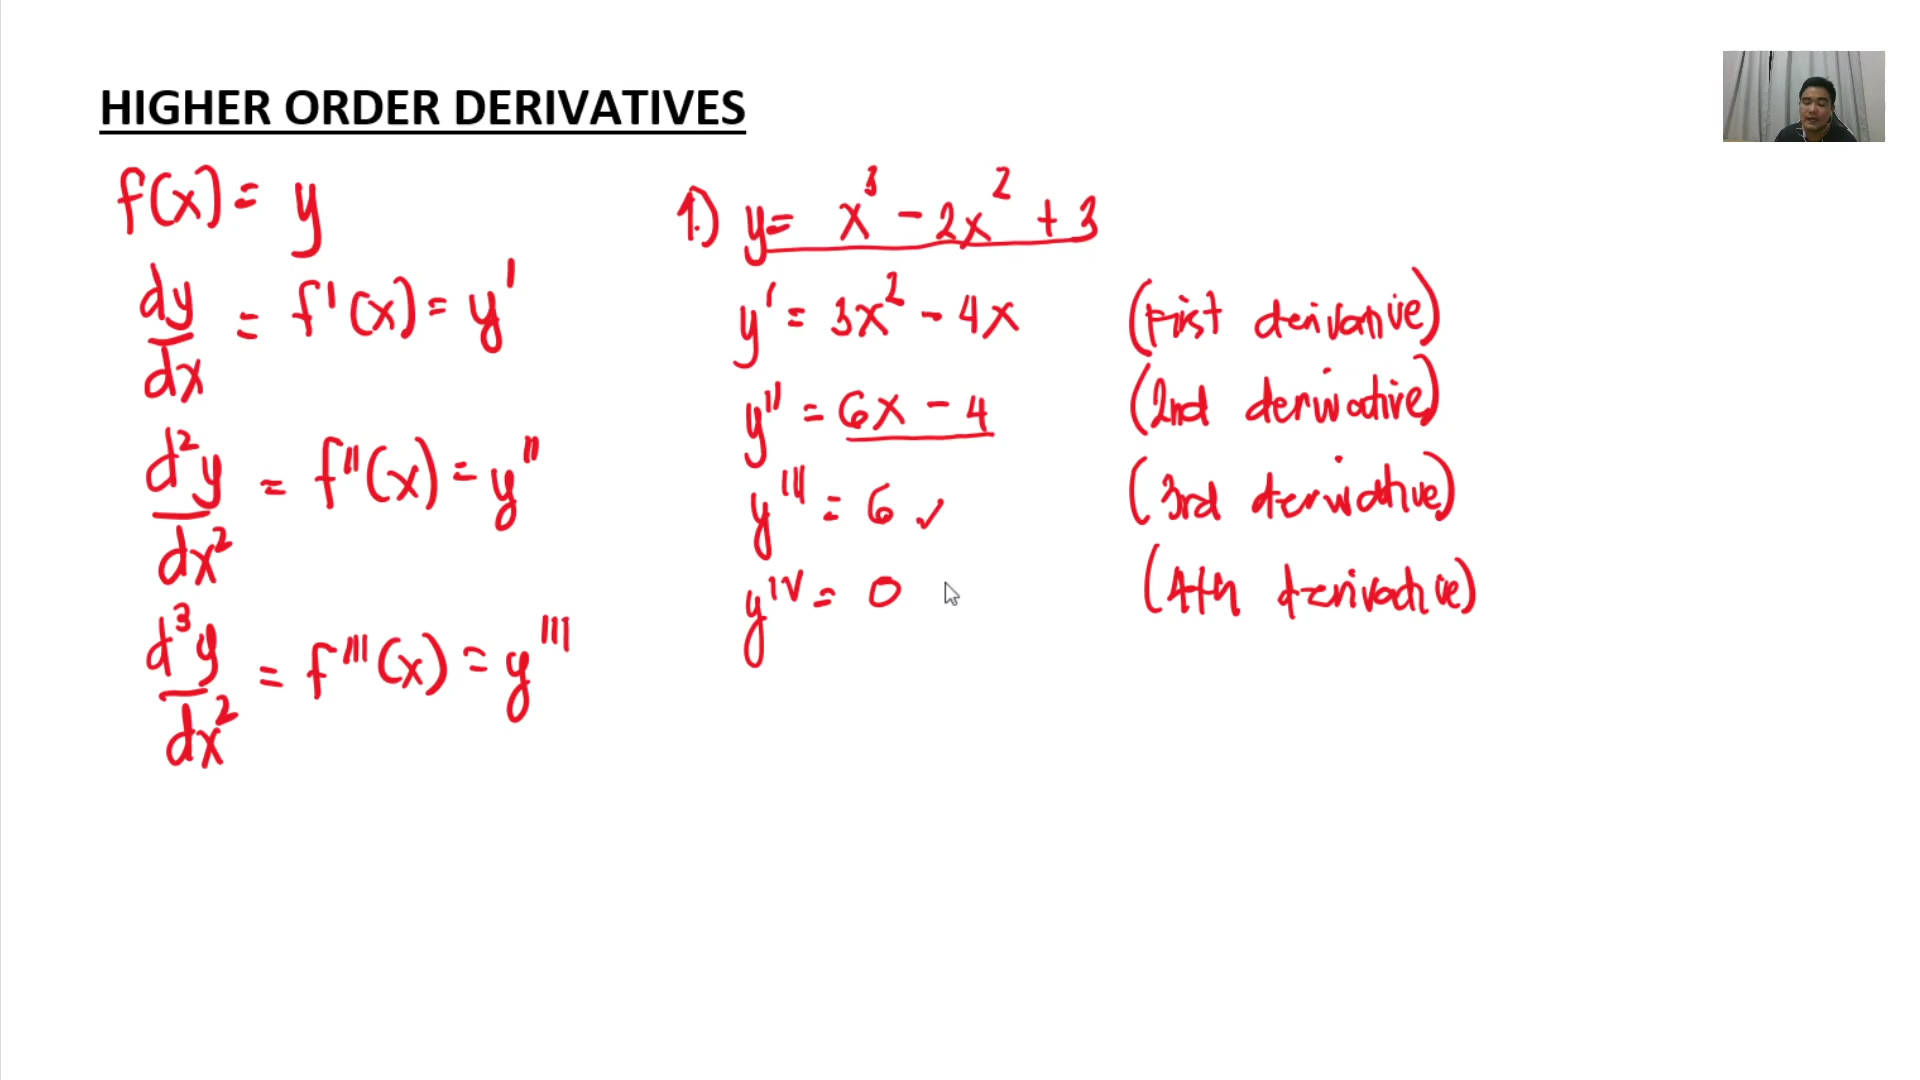 HIGHER ORDER DERIVATIVES
f(x) = y
dy/dx = f'(x) = y'
d²y/dx² = f''(x) = y''
d³y/dx² = f'''(x) = y'''
1.) y = x³ - 2x² + 3
y' = 3x² - 4x (First derivative)
y'' = 6x - 4 (2nd derivative)
y''' = 6 ✓ (3rd derivative)
y^IV = 0 (4th derivative)